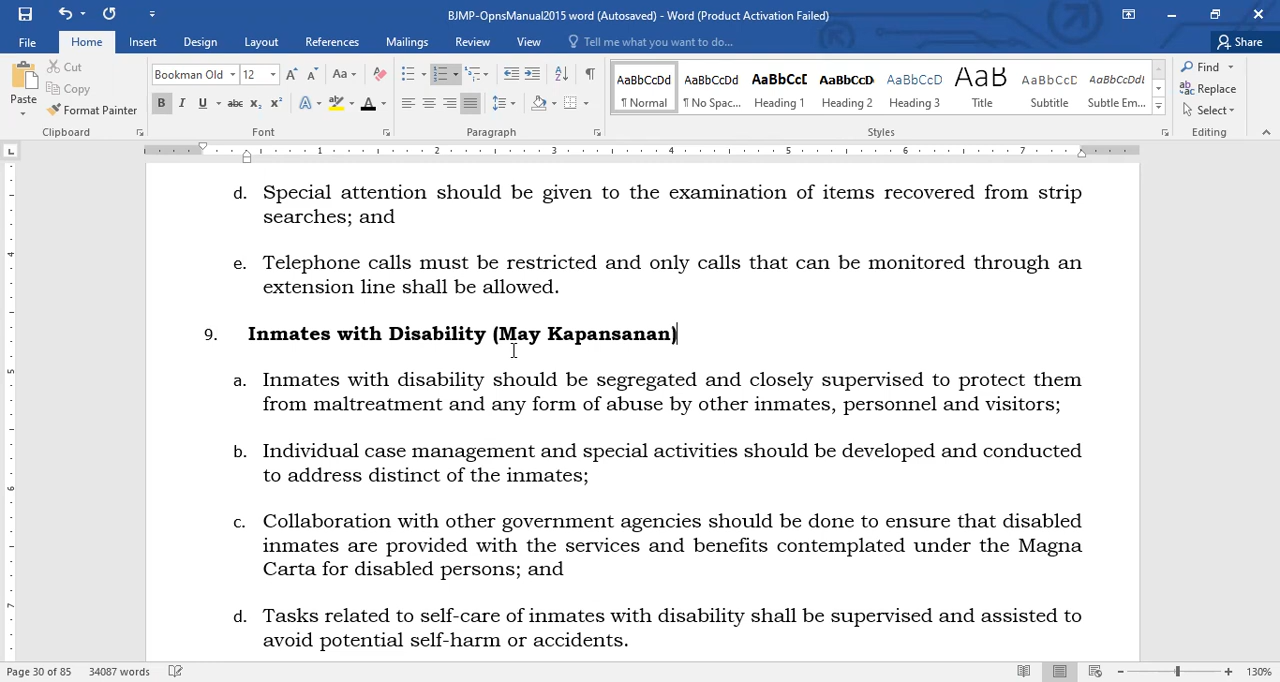 BJMP-OpnsManual2015 word (Autosaved) - Word (Product Activation Failed)
File Home Insert Design Layout References Mailings Review View Tell me what you want to do... Share
Paste
Cut
Copy
Format Painter
Clipboard
Bookman Old 12
Font
Paragraph
AaBbCcDd AaBbCcDd AaBbCcI AaBbCcDd AaBbCcD AaB AaBbCcD AaBbCcDd
¶ Normal ¶ No Spac... Heading 1 Heading 2 Heading 3 Title Subtitle Subtle Em...
Styles
Find
Replace
Select
Editing
1 2 3 4 5 6 7
d. Special attention should be given to the examination of items recovered from strip
searches; and
e. Telephone calls must be restricted and only calls that can be monitored through an
extension line shall be allowed.
9. Inmates with Disability (May Kapansanan)
a. Inmates with disability should be segregated and closely supervised to protect them
from maltreatment and any form of abuse by other inmates, personnel and visitors;
b. Individual case management and special activities should be developed and conducted
to address distinct of the inmates;
c. Collaboration with other government agencies should be done to ensure that disabled
inmates are provided with the services and benefits contemplated under the Magna
Carta for disabled persons; and
d. Tasks related to self-care of inmates with disability shall be supervised and assisted to
avoid potential self-harm or accidents.
Page 30 of 85 34087 words 130%